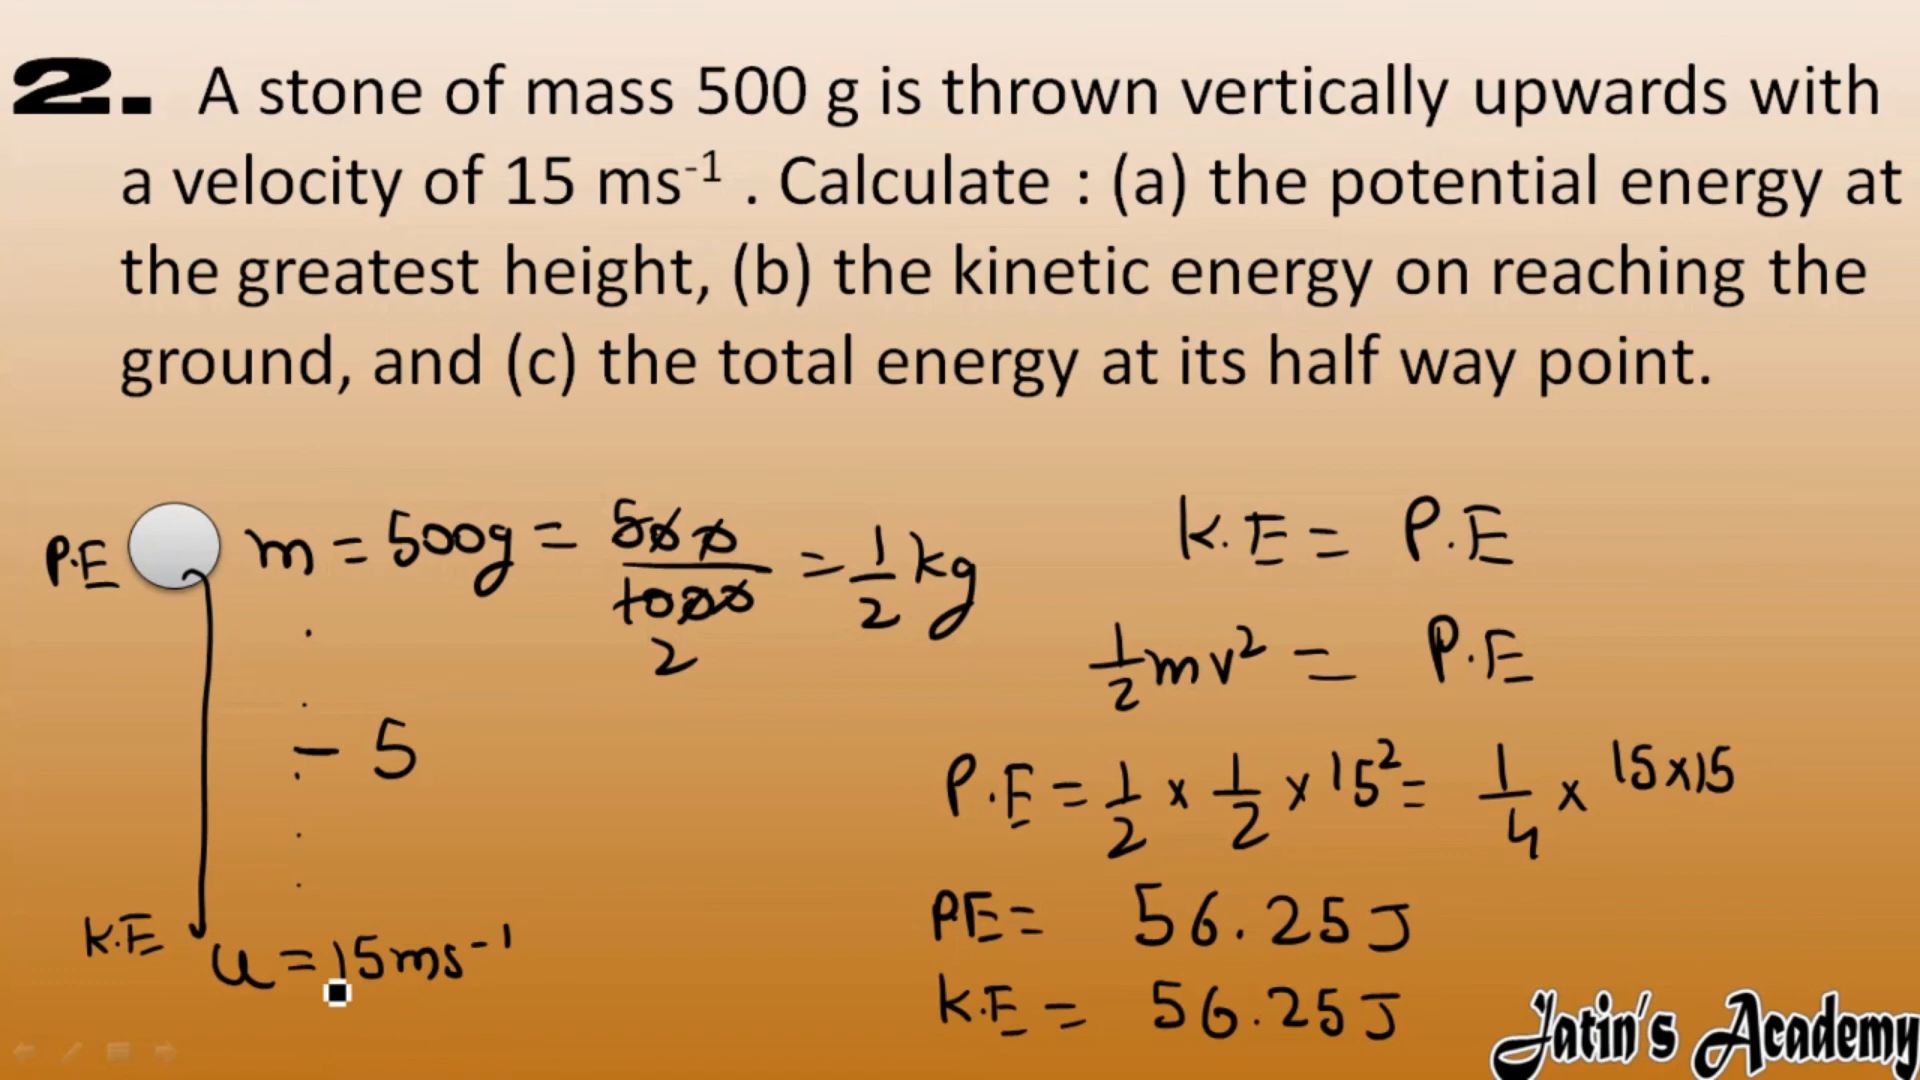 2. A stone of mass 500 g is thrown vertically upwards with
a velocity of 15 ms⁻¹ . Calculate : (a) the potential energy at
the greatest height, (b) the kinetic energy on reaching the
ground, and (c) the total energy at its half way point.
P.E m = 500g = 500/1000 = 1/2 kg
2
K.E = P.E
1/2 mv² = P.E
- 5
P.E = 1/2 x 1/2 x 15² = 1/4 x 15x15
PE = 56.25J
K.E u = 15ms⁻¹
K.E = 56.25J
Jatin's Academy